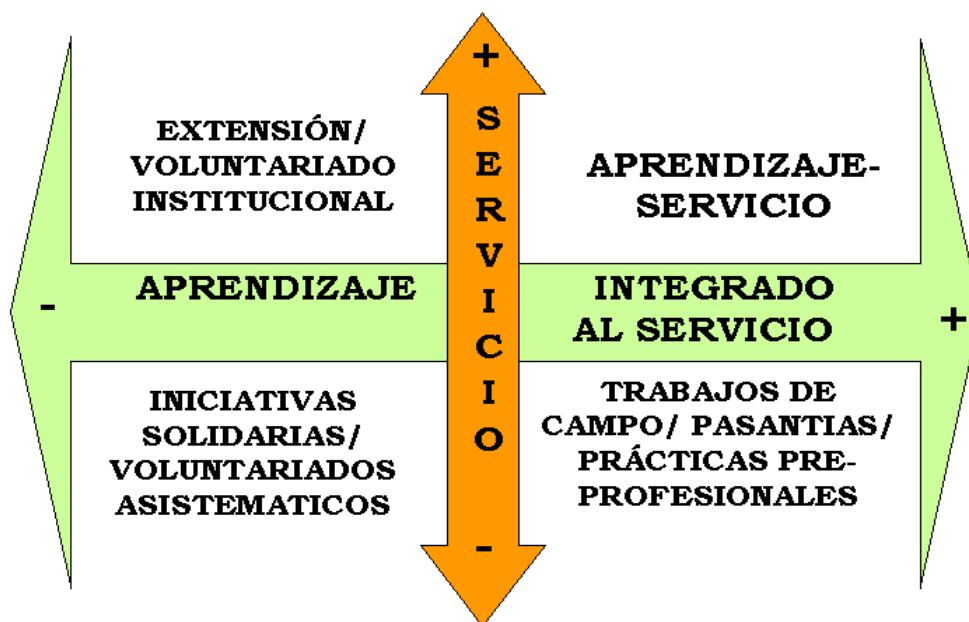 +
SERVICIO
-
EXTENSIÓN/
VOLUNTARIADO
INSTITUCIONAL
APRENDIZAJE-
SERVICIO
-
APRENDIZAJE
INTEGRADO
AL SERVICIO
+
INICIATIVAS
SOLIDARIAS/
VOLUNTARIADOS
ASISTEMATICOS
TRABAJOS DE
CAMPO/ PASANTIAS/
PRÁCTICAS PRE-
PROFESIONALES